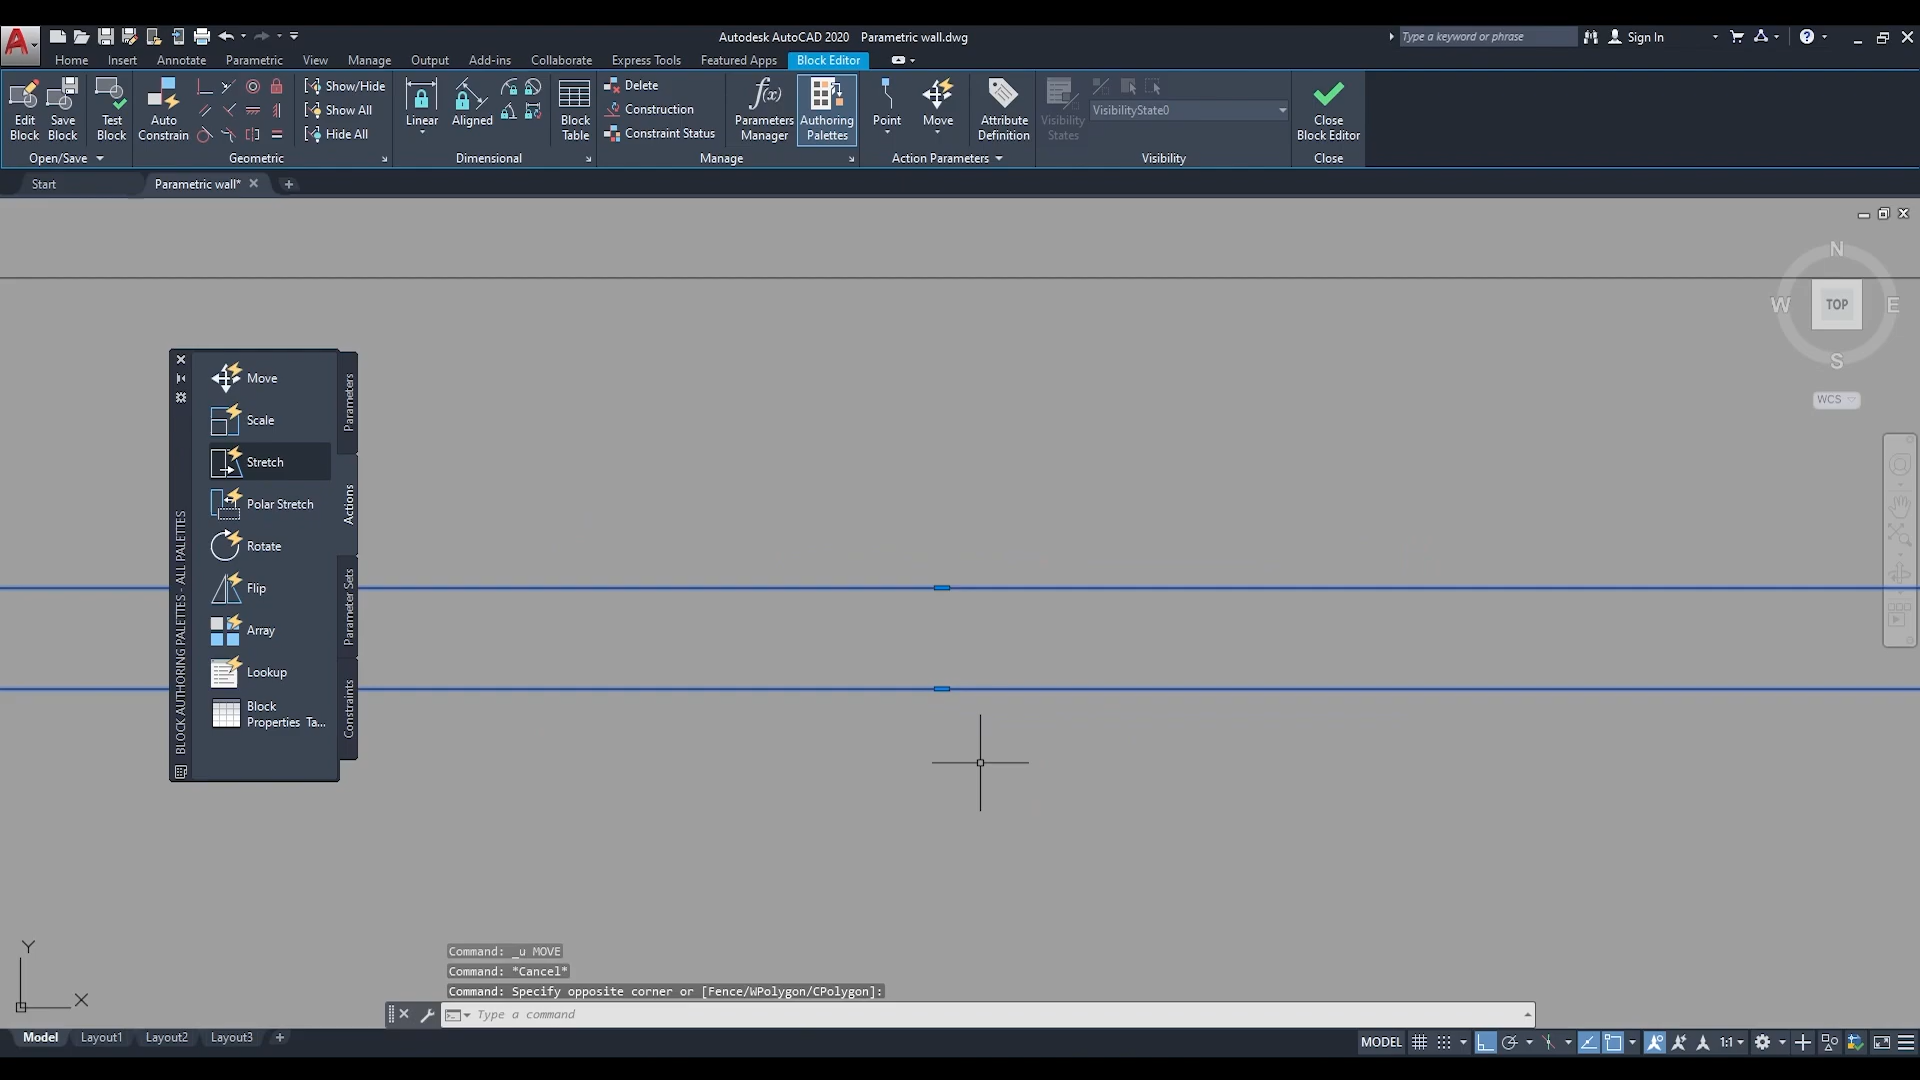 Autodesk AutoCAD 2020 Parametric wall.dwg
Type a keyword or phrase
Sign In
Home Insert Annotate Parametric View Manage Output Add-ins Collaborate Express Tools Featured Apps Block Editor
Edit Block
Save Block
Test Block
Open/Save
Auto Constrain
Show/Hide
Show All
Hide All
Geometric
Linear
Aligned
Dimensional
Block Table
Delete
Construction
Constraint Status
Parameters Manager
Authoring Palettes
Manage
Point
Move
Action Parameters
Attribute Definition
Visibility States
VisibilityState0
Visibility
Close Block Editor
Close
Start
Parametric wall*
N
W
TOP
E
S
WCS
Move
Scale
Stretch
Polar Stretch
Rotate
Flip
Array
Lookup
Block
Properties Ta...
Parameters
Actions
Parameter Sets
Constraints
BLOCK AUTHORING PALETTES - ALL PALETTES
Y
X
Command: _u MOVE
Command: *Cancel*
Command: Specify opposite corner or [Fence/WPolygon/CPolygon]:
Type a command
Model Layout1 Layout2 Layout3
MODEL
1:1